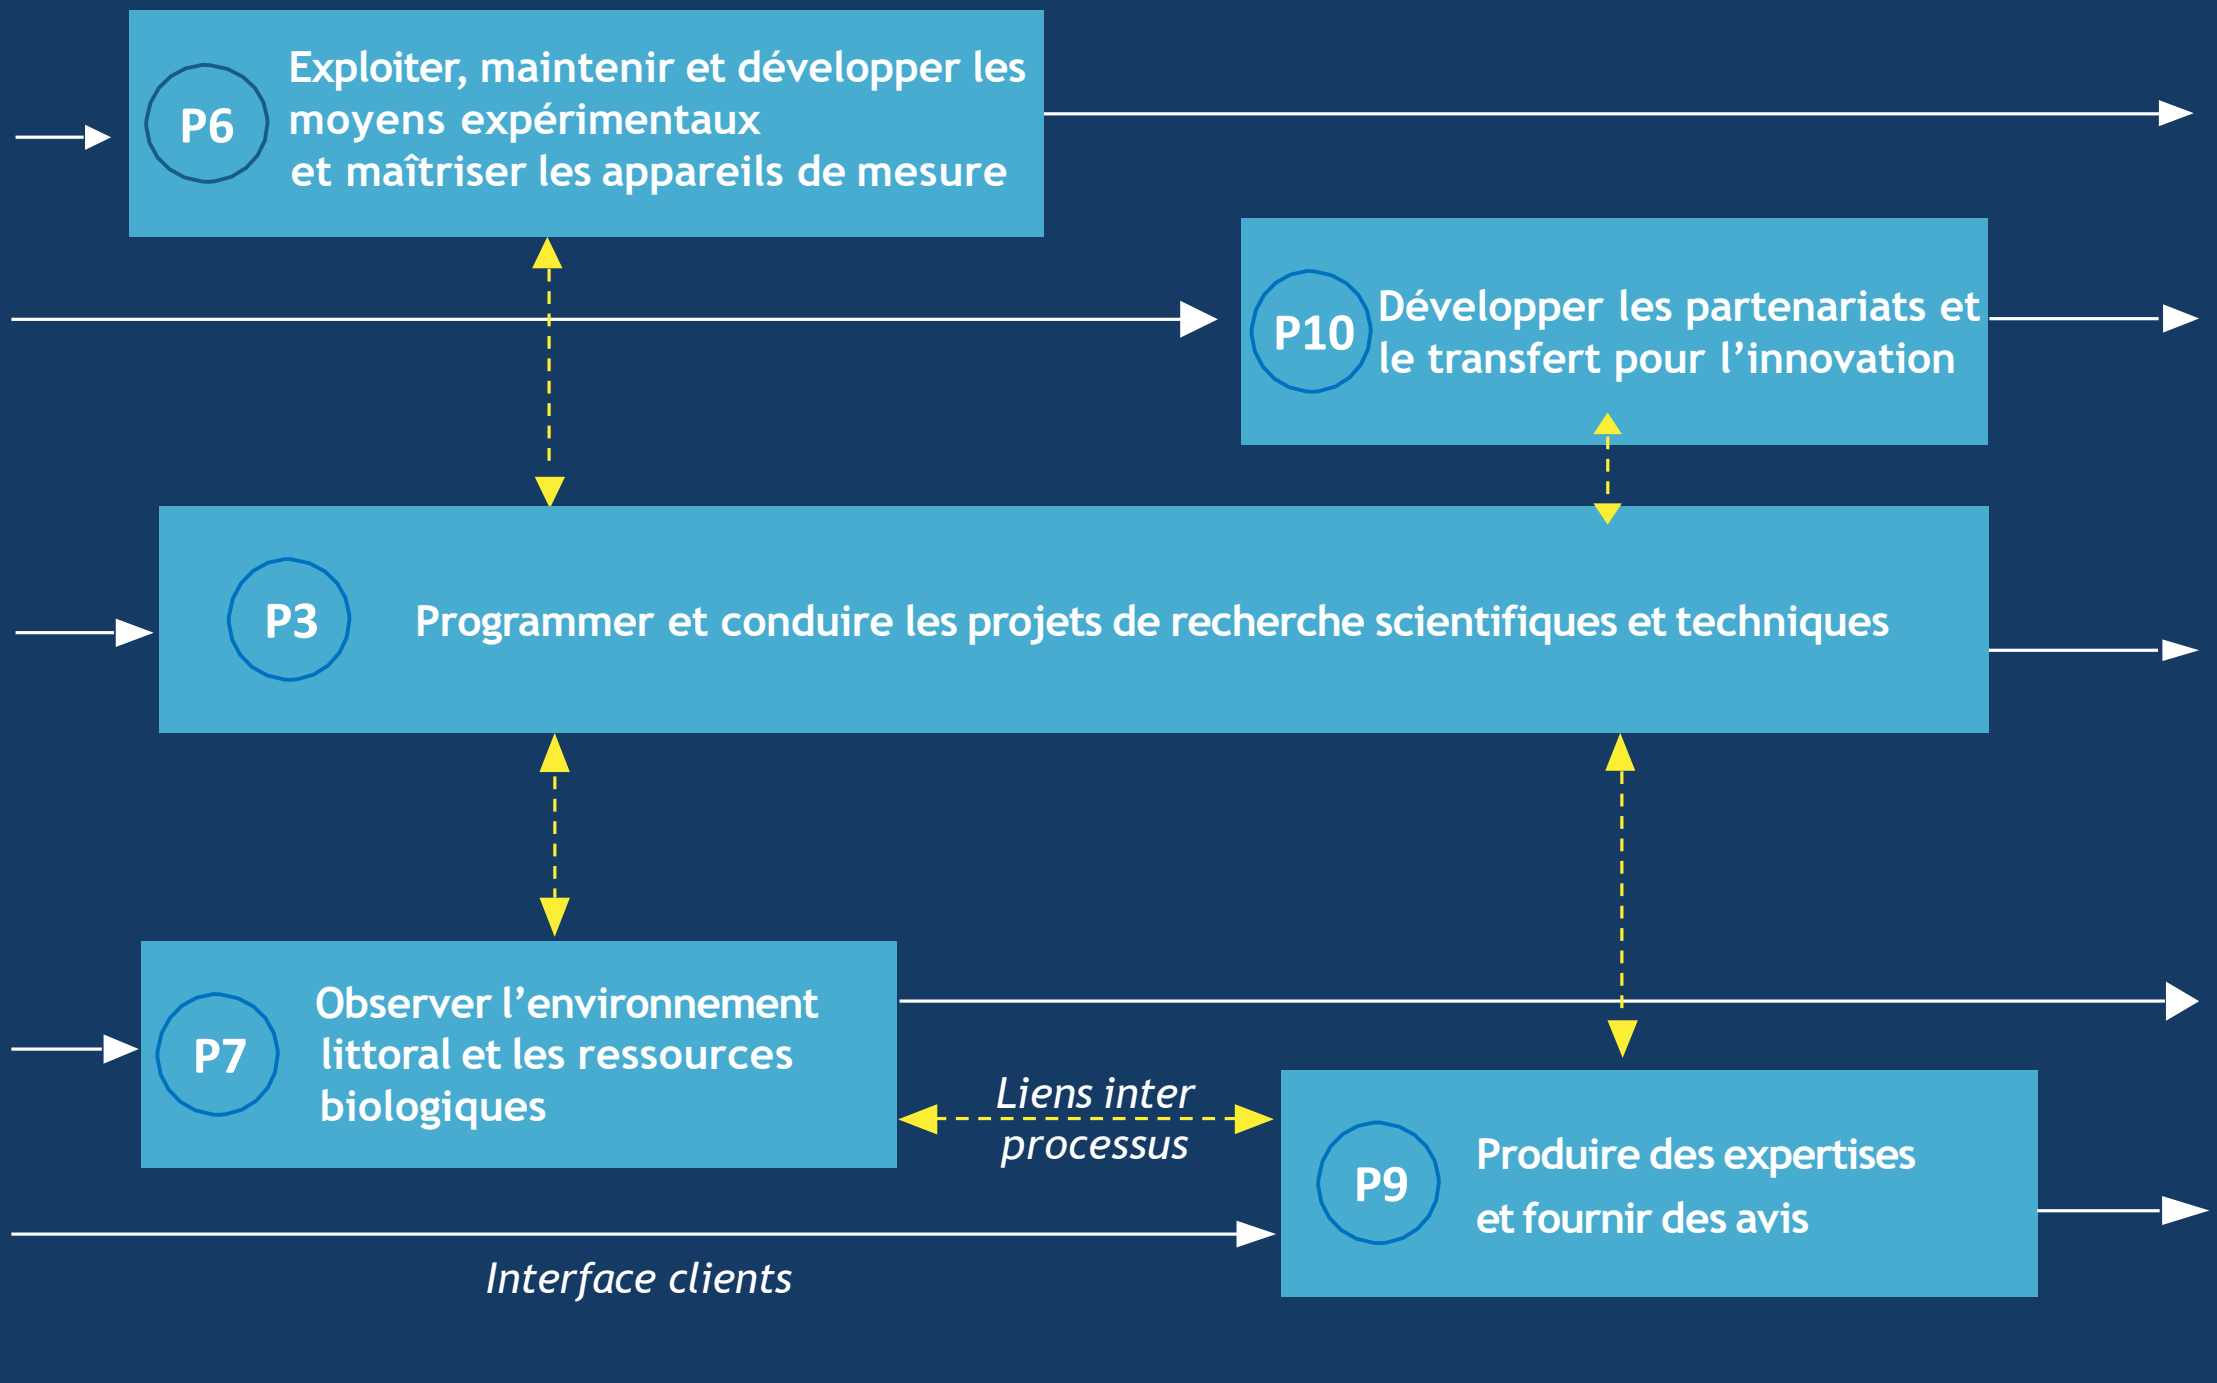 P6
Exploiter, maintenir et développer les
moyens expérimentaux
et maîtriser les appareils de mesure
P10
Développer les partenariats et
le transfert pour l’innovation
P3
Programmer et conduire les projets de recherche scientifiques et techniques
P7
Observer l’environnement
littoral et les ressources
biologiques
Liens inter
processus
P9
Produire des expertises
et fournir des avis
Interface clients